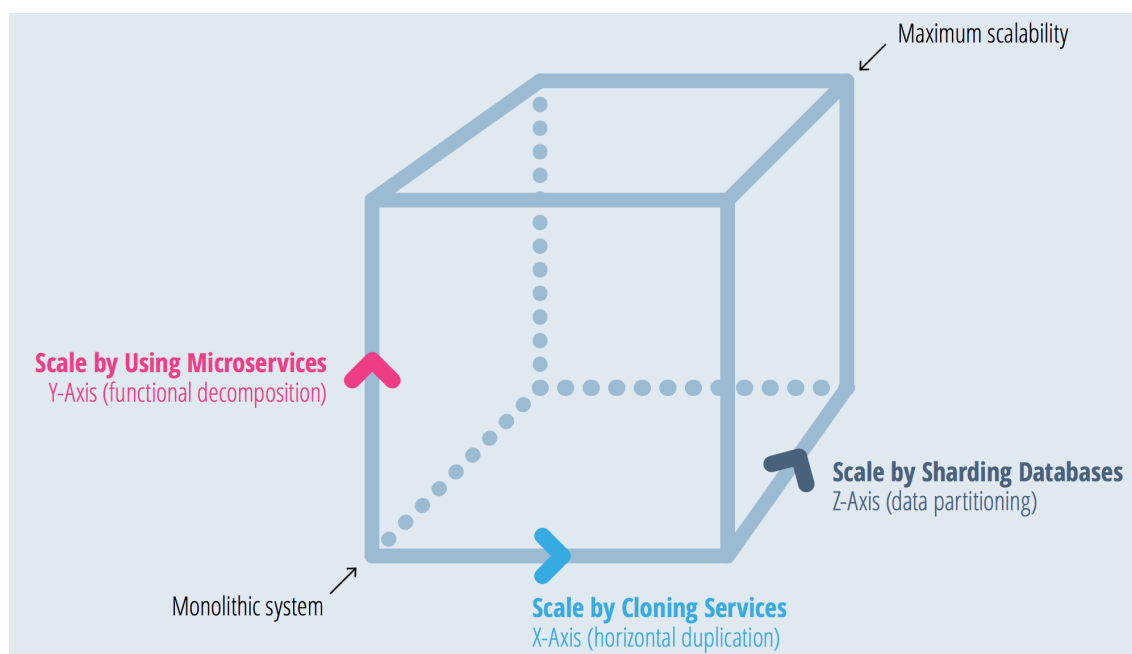 Maximum scalability
Scale by Using Microservices
Y-Axis (functional decomposition)
Scale by Sharding Databases
Z-Axis (data partitioning)
Monolithic system
Scale by Cloning Services
X-Axis (horizontal duplication)